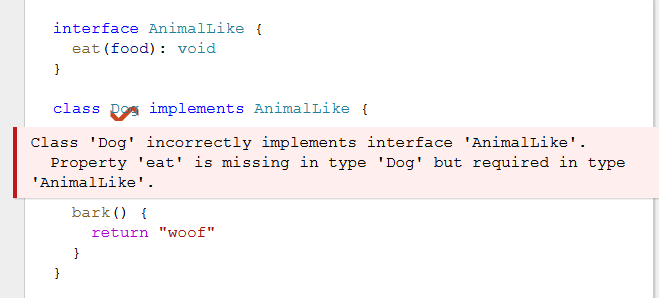 interface AnimalLike {
  eat(food): void
}
class Dog implements AnimalLike {
Class 'Dog' incorrectly implements interface 'AnimalLike'.
  Property 'eat' is missing in type 'Dog' but required in type
'AnimalLike'.
  bark() {
    return "woof"
  }
}